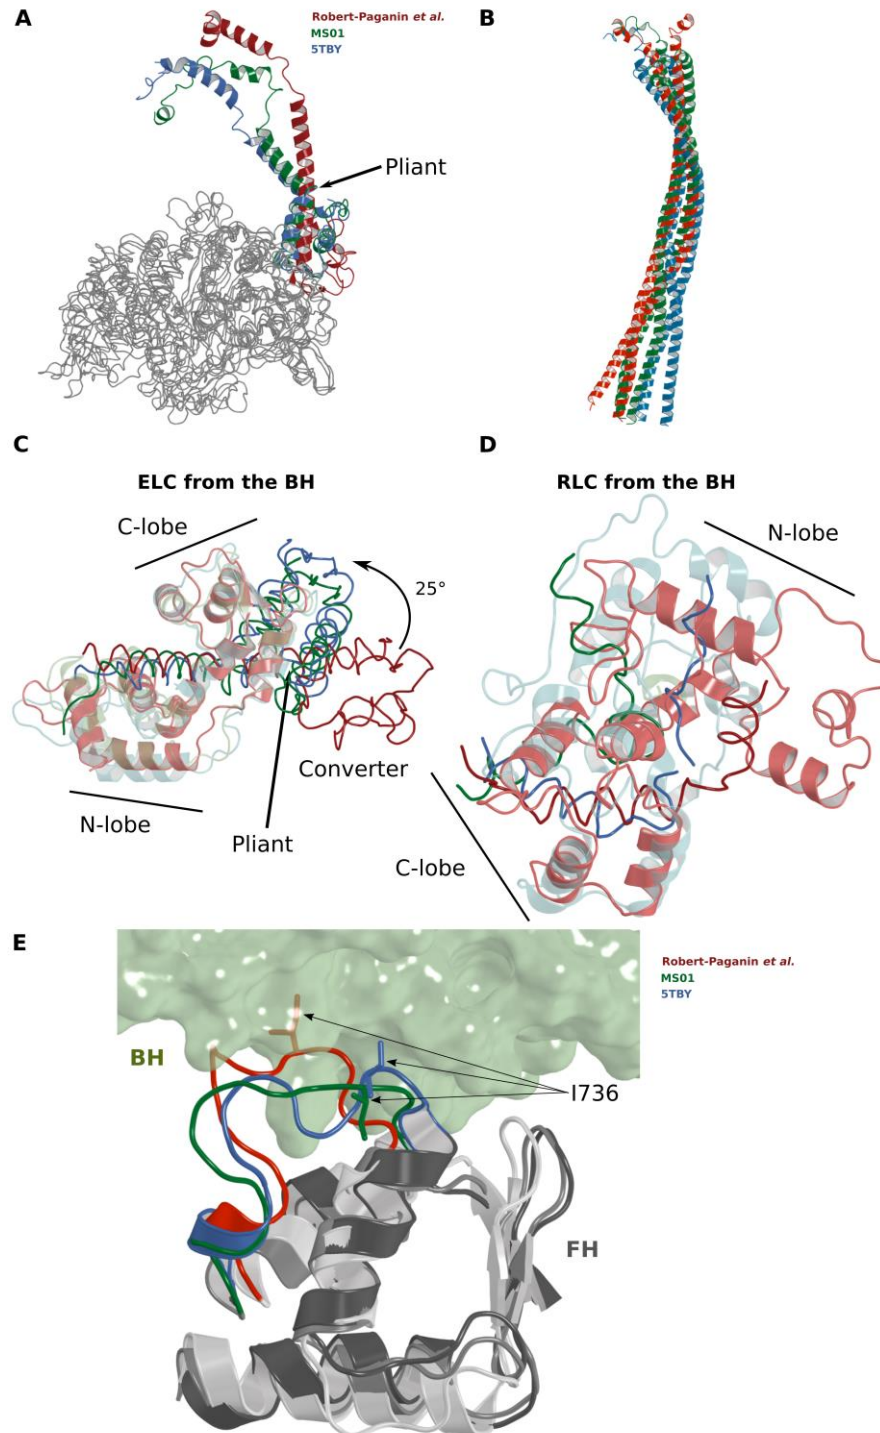 A
Robert-Paganin et al.
MS01
5TBY
Pliant
B
C
ELC from the BH
C-lobe
25°
Converter
N-lobe
Pliant
D
RLC from the BH
N-lobe
C-lobe
E
Robert-Paganin et al.
MS01
5TBY
BH
I736
FH